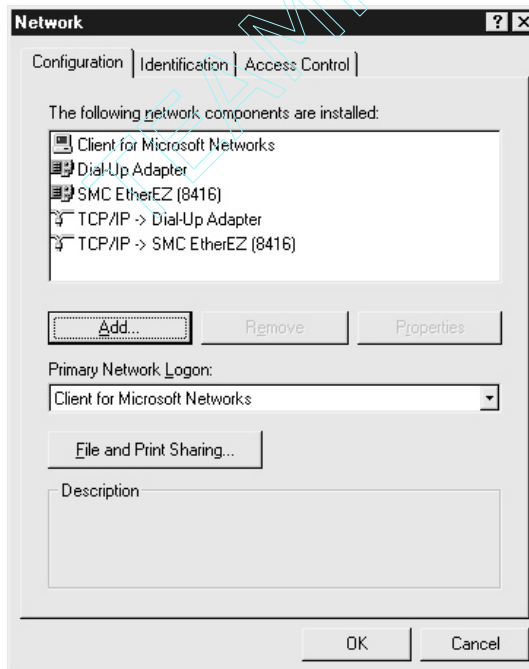 Network
Configuration Identification Access Control
The following network components are installed:
Client for Microsoft Networks
Dial-Up Adapter
SMC EtherEZ (8416)
TCP/IP -> Dial-Up Adapter
TCP/IP -> SMC EtherEZ (8416)
Add... Remove Properties
Primary Network Logon:
Client for Microsoft Networks
File and Print Sharing...
Description
OK Cancel